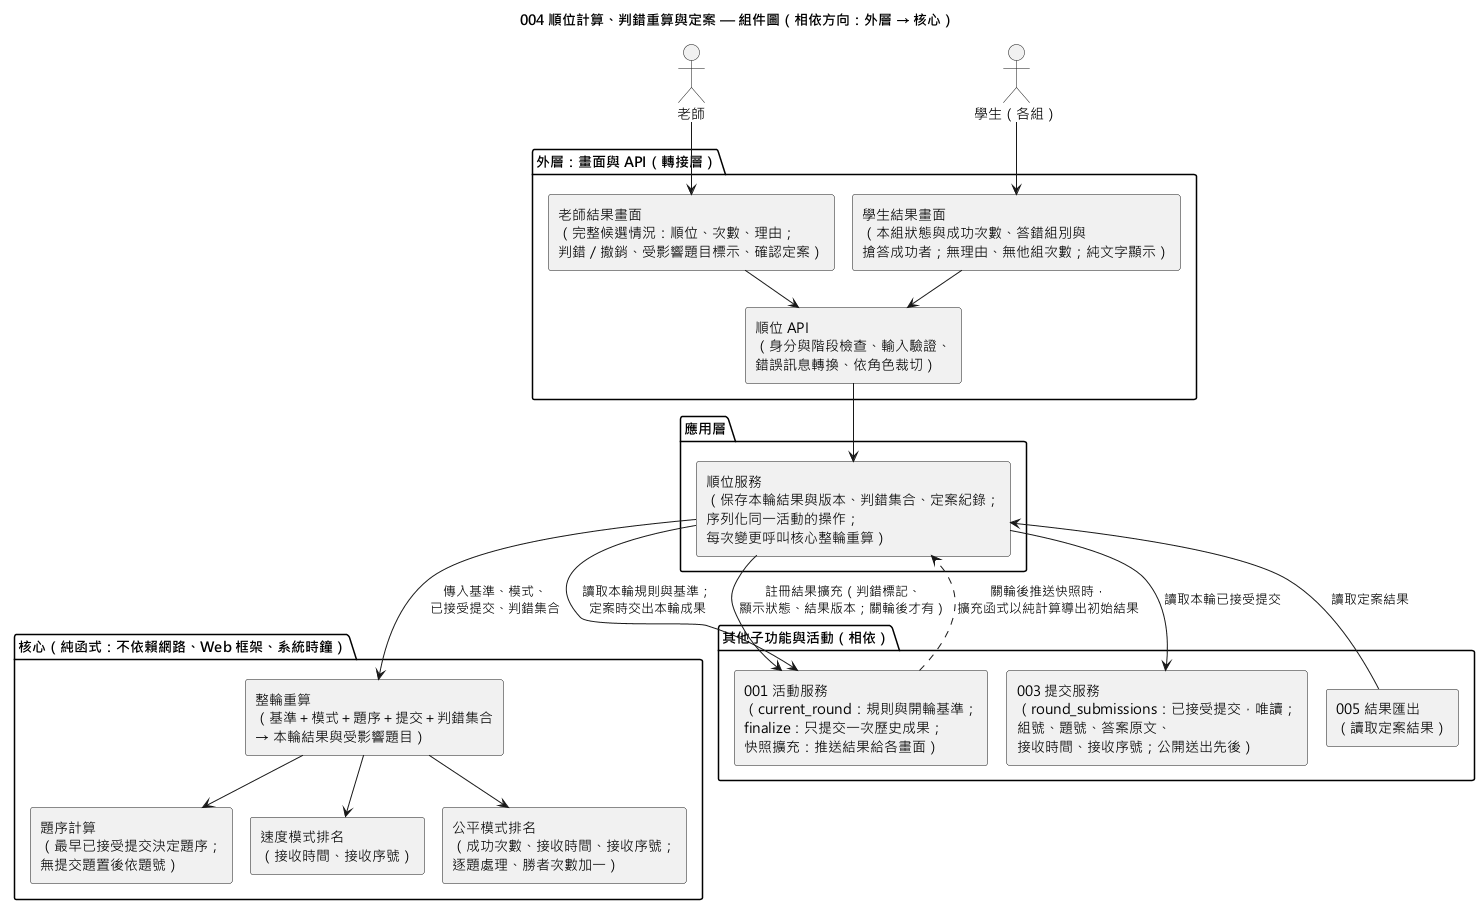 004 順位計算、判錯重算與定案 — 組件圖（相依方向：外層 → 核心）
老師
學生（各組）
外層：畫面與 API（轉接層）
老師結果畫面
（完整候選情況：順位、次數、理由；
判錯 / 撤銷、受影響題目標示、確認定案）
學生結果畫面
（本組狀態與成功次數、答錯組別與
搶答成功者；無理由、無他組次數；純文字顯示）
順位 API
（身分與階段檢查、輸入驗證、
錯誤訊息轉換、依角色裁切）
應用層
順位服務
（保存本輪結果與版本、判錯集合、定案紀錄；
序列化同一活動的操作；
每次變更呼叫核心整輪重算）
傳入基準、模式、
已接受提交、判錯集合
讀取本輪規則與基準；
定案時交出本輪成果
註冊結果擴充（判錯標記、
顯示狀態、結果版本；關輪後才有）
關輪後推送快照時，
擴充函式以純計算導出初始結果
讀取本輪已接受提交
讀取定案結果
核心（純函式：不依賴網路、Web 框架、系統時鐘）
整輪重算
（基準 + 模式 + 題序 + 提交 + 判錯集合
→ 本輪結果與受影響題目）
題序計算
（最早已接受提交決定題序；
無提交題置後依題號）
速度模式排名
（接收時間、接收序號）
公平模式排名
（成功次數、接收時間、接收序號；
逐題處理、勝者次數加一）
其他子功能與活動（相依）
001 活動服務
（current_round：規則與開輪基準；
finalize：只提交一次歷史成果；
快照擴充：推送結果給各畫面）
003 提交服務
（round_submissions：已接受提交，唯讀；
組號、題號、答案原文、
接收時間、接收序號；公開送出先後）
005 結果匯出
（讀取定案結果）